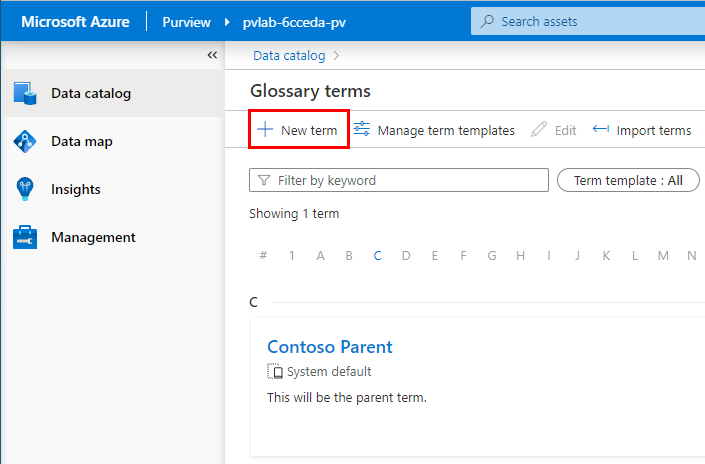 Microsoft Azure Purview pvlab-6cceda-pv Search assets
Data catalog
Glossary terms
Data catalog
New term Manage term templates Edit Import terms
Data map
Filter by keyword Term template : All
Insights
Showing 1 term
Management
# 1 A B C D E F G H I J K L M N
C
Contoso Parent
System default
This will be the parent term.